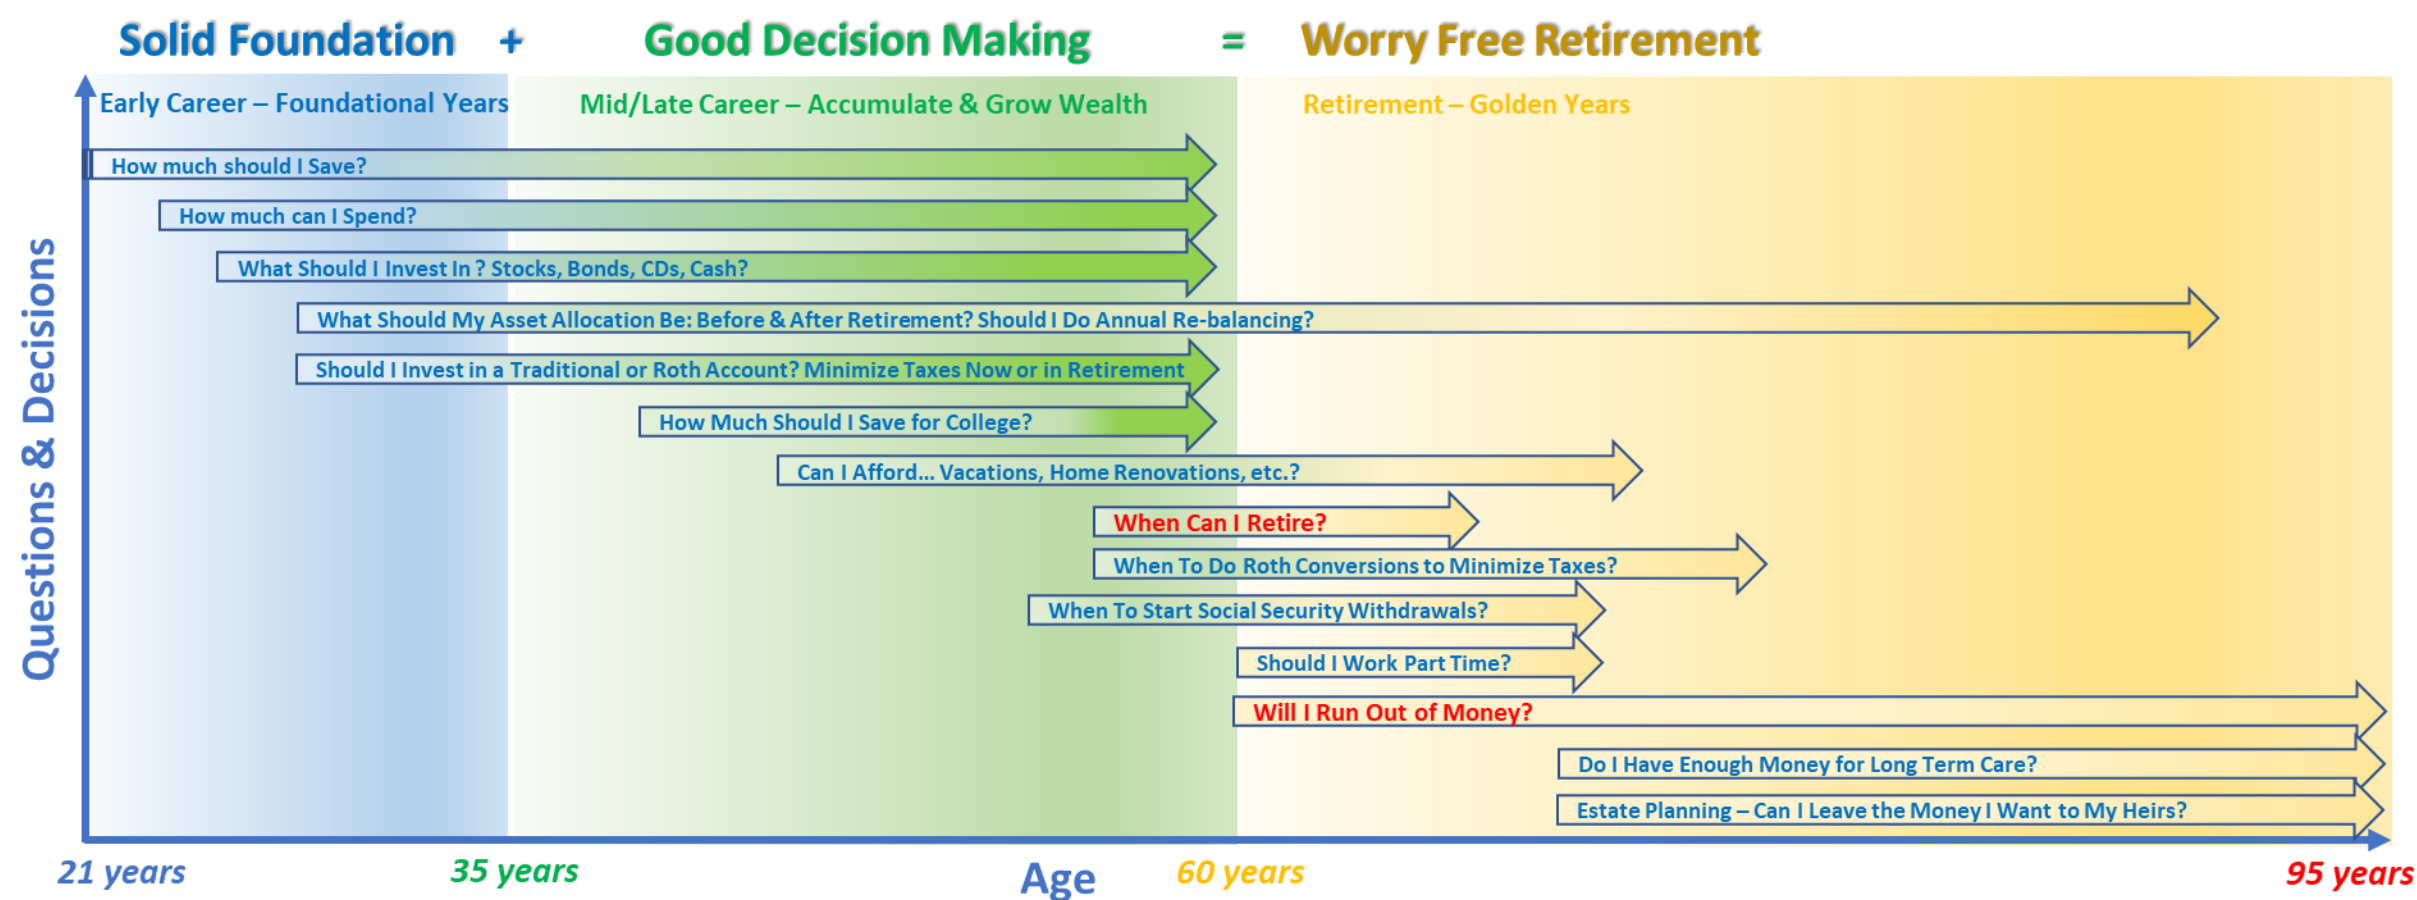 Solid Foundation + Good Decision Making = Worry Free Retirement
Early Career – Foundational Years
Mid/Late Career – Accumulate & Grow Wealth
Retirement – Golden Years
Questions & Decisions
How much should I Save?
How much can I Spend?
What Should I Invest In ? Stocks, Bonds, CDs, Cash?
What Should My Asset Allocation Be: Before & After Retirement? Should I Do Annual Re-balancing?
Should I Invest in a Traditional or Roth Account? Minimize Taxes Now or in Retirement
How Much Should I Save for College?
Can I Afford... Vacations, Home Renovations, etc.?
When Can I Retire?
When To Do Roth Conversions to Minimize Taxes?
When To Start Social Security Withdrawals?
Should I Work Part Time?
Will I Run Out of Money?
Do I Have Enough Money for Long Term Care?
Estate Planning – Can I Leave the Money I Want to My Heirs?
21 years
35 years
Age
60 years
95 years